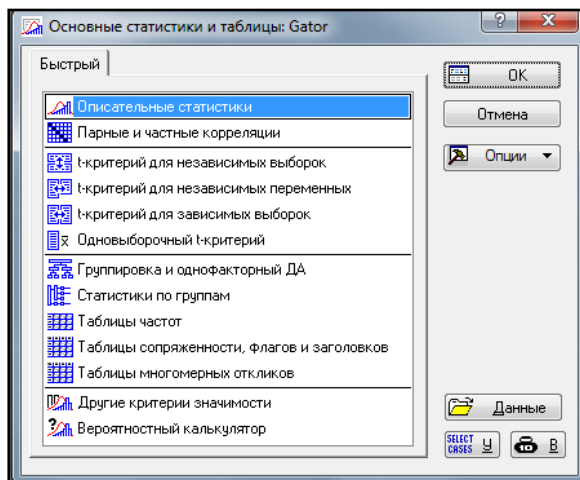 Основные статистики и таблицы: Gator
Быстрый
Описательные статистики
Парные и частные корреляции
t-критерий для независимых выборок
t-критерий для независимых переменных
t-критерий для зависимых выборок
Одновыборочный t-критерий
Группировка и однофакторный ДА
Статистики по группам
Таблицы частот
Таблицы сопряженности, флагов и заголовков
Таблицы многомерных откликов
Другие критерии значимости
Вероятностный калькулятор
OK
Отмена
Опции
Данные
SELECT
CASES У В